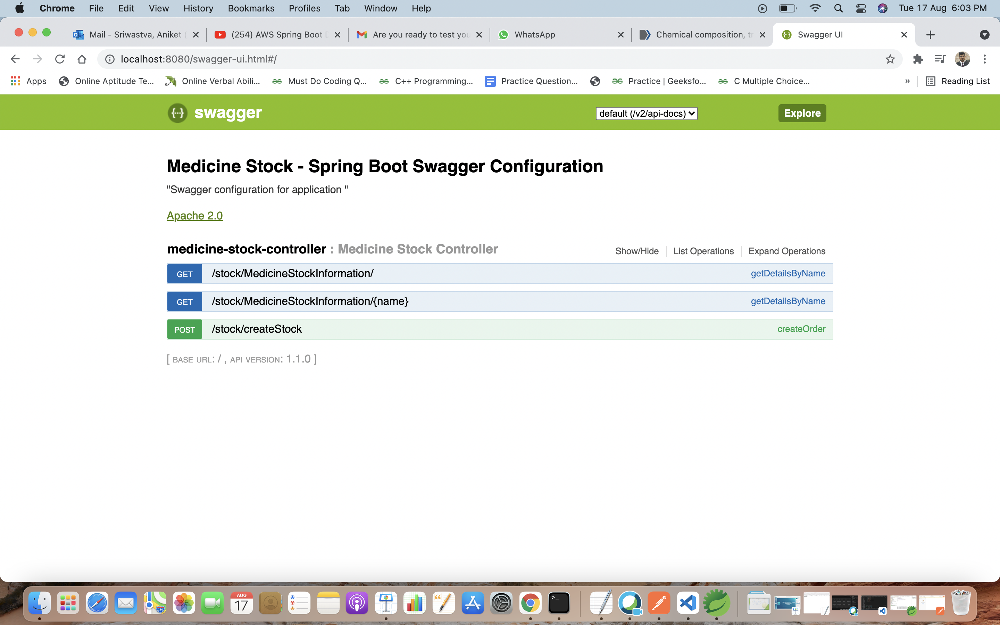 Chrome File Edit View History Bookmarks Profiles Tab Window Help Tue 17 Aug 6:03 PM
Mail - Sriwastva, Aniket ( (254) AWS Spring Boot D Are you ready to test you WhatsApp Chemical composition, tr Swagger UI
localhost:8080/swagger-ui.html#/
Apps Online Aptitude Te... Online Verbal Abili... Must Do Coding Q... C++ Programming... Practice Question... Practice | Geeksfo... C Multiple Choice... » Reading List
swagger default (/v2/api-docs) Explore
Medicine Stock - Spring Boot Swagger Configuration
"Swagger configuration for application "
Apache 2.0
medicine-stock-controller : Medicine Stock Controller Show/Hide List Operations Expand Operations
GET /stock/MedicineStockInformation/ getDetailsByName
GET /stock/MedicineStockInformation/{name} getDetailsByName
POST /stock/createStock createOrder
[ BASE URL: / , API VERSION: 1.1.0 ]
AUG
17
280